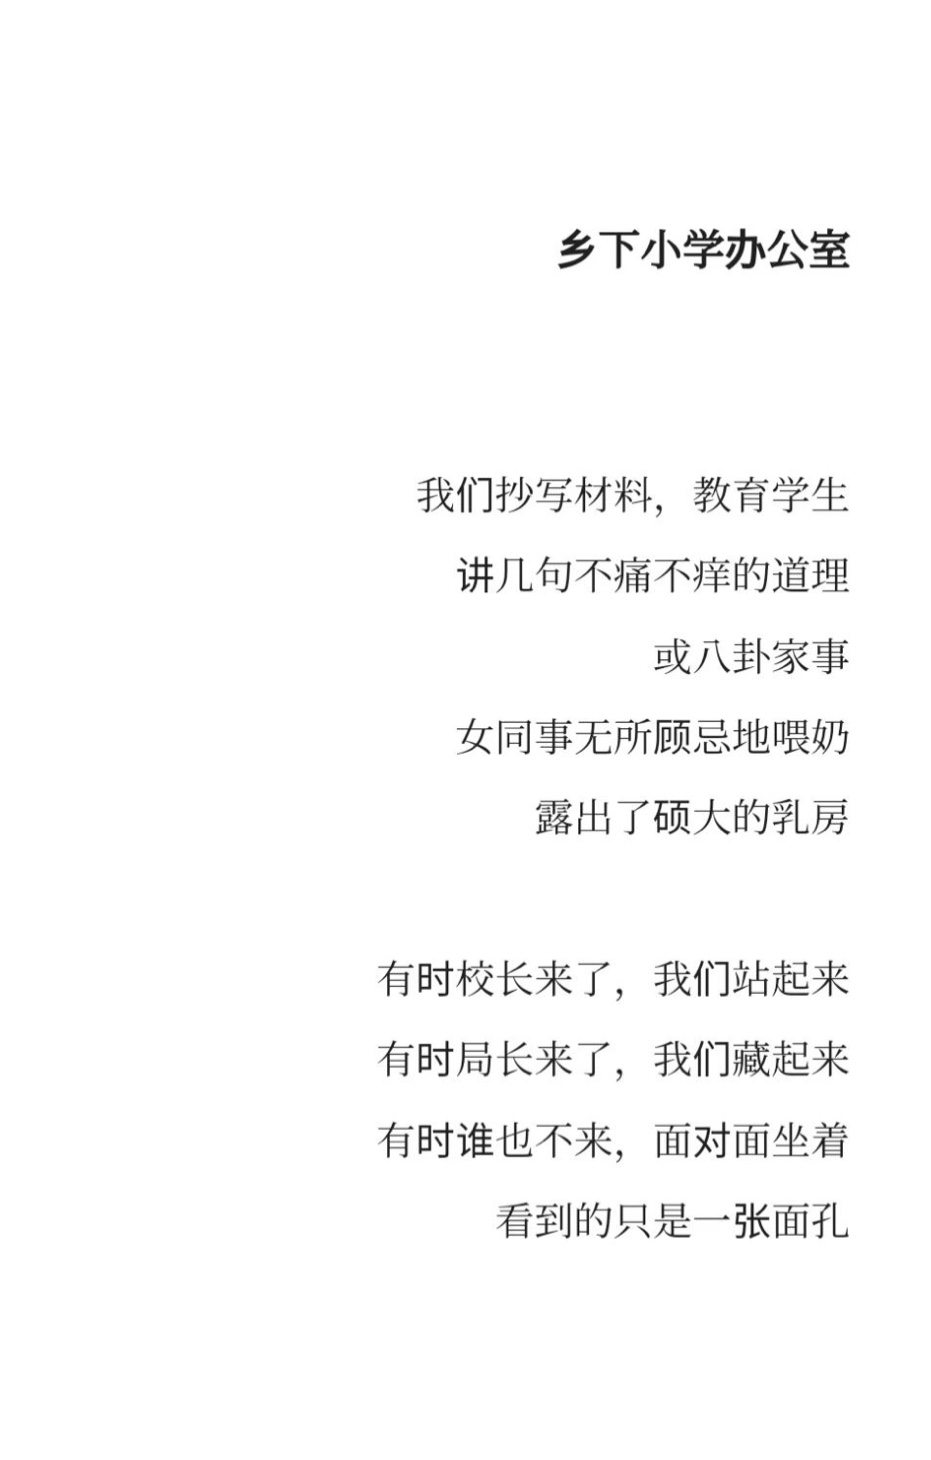 乡下小学办公室
我们抄写材料，教育学生
讲几句不痛不痒的道理
或八卦家事
女同事无所顾忌地喂奶
露出了硕大的乳房
有时校长来了，我们站起来
有时局长来了，我们藏起来
有时谁也不来，面对面坐着
看到的只是一张面孔